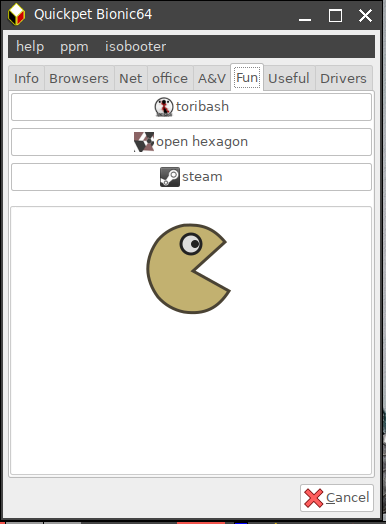 Quickpet Bionic64
help ppm isobooter
Info Browsers Net office A&V Fun Useful Drivers
toribash
open hexagon
steam
Cancel